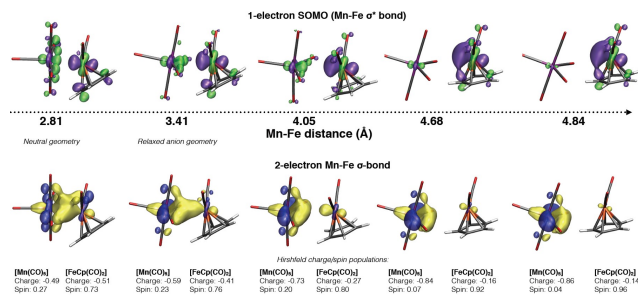 1-electron SOMO (Mn-Fe σ* bond)
2.81 3.41 4.05 4.68 4.84
Mn-Fe distance (Å)
Neutral geometry Relaxed anion geometry
2-electron Mn-Fe σ-bond
Hirshfeld charge/spin populations:
[Mn(CO)₅] [FeCp(CO)₂] [Mn(CO)₅] [FeCp(CO)₂] [Mn(CO)₅] [FeCp(CO)₂] [Mn(CO)₅] [FeCp(CO)₂] [Mn(CO)₅] [FeCp(CO)₂]
Charge: -0.49 Charge: -0.51 Charge: -0.59 Charge: -0.41 Charge: -0.73 Charge: -0.27 Charge: -0.84 Charge: -0.16 Charge: -0.86 Charge: -0.14
Spin: 0.27 Spin: 0.73 Spin: 0.23 Spin: 0.76 Spin: 0.20 Spin: 0.80 Spin: 0.07 Spin: 0.92 Spin: 0.04 Spin: 0.96